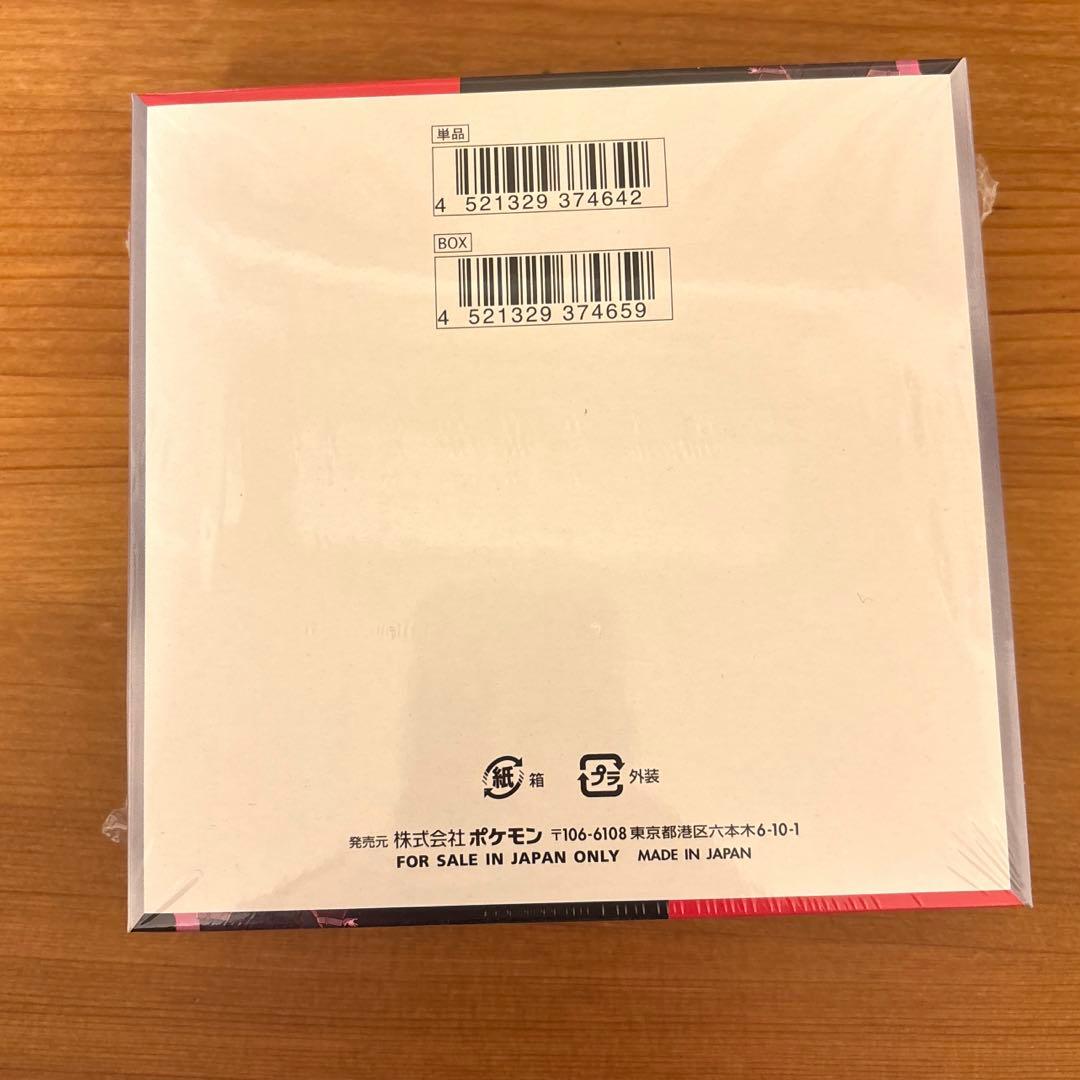 単品
4 521329 374642
BOX
4 521329 374659
紙 箱 プラ 外装
発売元 株式会社 ポケモン 〒106-6108 東京都港区六本木6-10-1
FOR SALE IN JAPAN ONLY MADE IN JAPAN